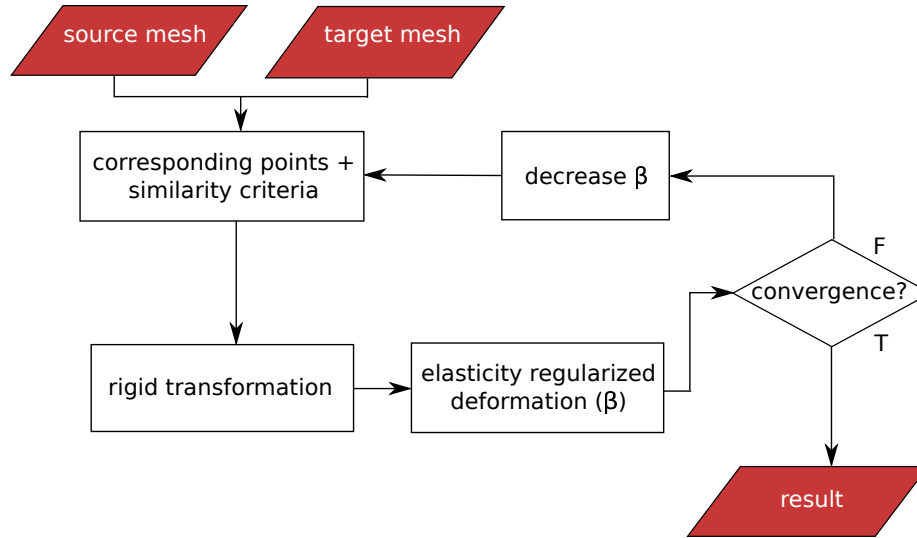 source mesh
target mesh
corresponding points +
similarity criteria
decrease β
F
convergence?
T
rigid transformation
elasticity regularized
deformation (β)
result